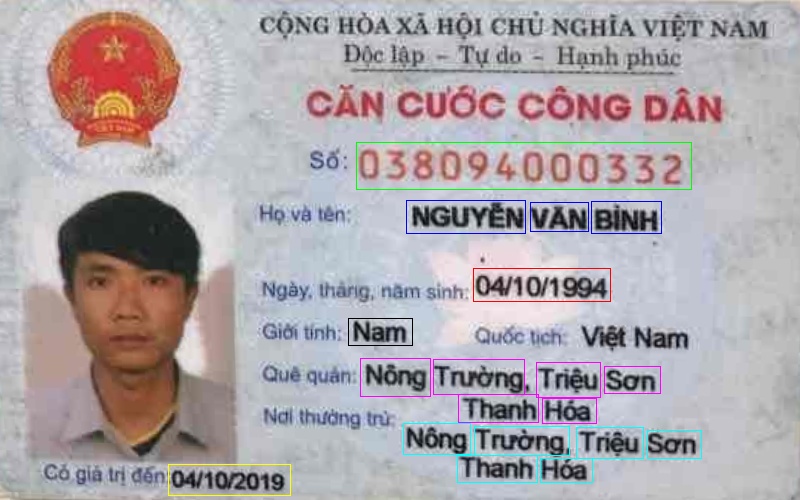 CỘNG HÒA XÃ HỘI CHỦ NGHĨA VIỆT NAM
Độc lập – Tự do – Hạnh phúc
CĂN CƯỚC CÔNG DÂN
Số: 038094000332
Họ và tên: NGUYỄN VĂN BÌNH
Ngày, tháng, năm sinh: 04/10/1994
Giới tính: Nam Quốc tịch: Việt Nam
Quê quán: Nông Trường, Triệu Sơn
Thanh Hóa
Nơi thường trú:
Nông Trường, Triệu Sơn
Thanh Hóa
Có giá trị đến: 04/10/2019